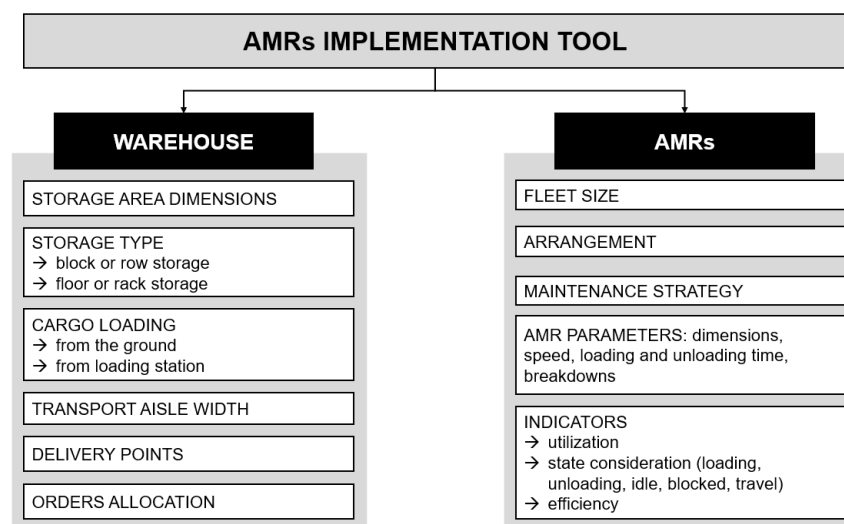 AMRs IMPLEMENTATION TOOL
WAREHOUSE
STORAGE AREA DIMENSIONS
STORAGE TYPE
→ block or row storage
→ floor or rack storage
CARGO LOADING
→ from the ground
→ from loading station
TRANSPORT AISLE WIDTH
DELIVERY POINTS
ORDERS ALLOCATION
AMRs
FLEET SIZE
ARRANGEMENT
MAINTENANCE STRATEGY
AMR PARAMETERS: dimensions,
speed, loading and unloading time,
breakdowns
INDICATORS
→ utilization
→ state consideration (loading,
unloading, idle, blocked, travel)
→ efficiency